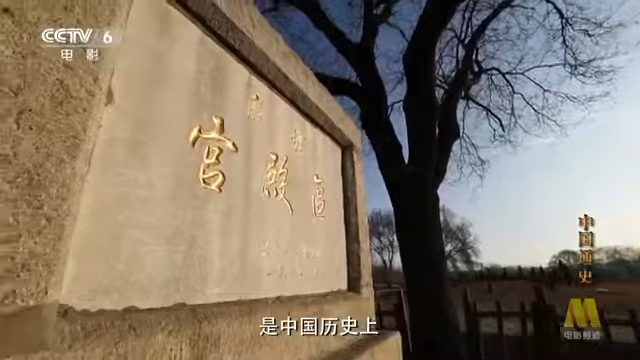 CCTV 6
电影
宫殿区
中国通史
电影频道
是中国历史上